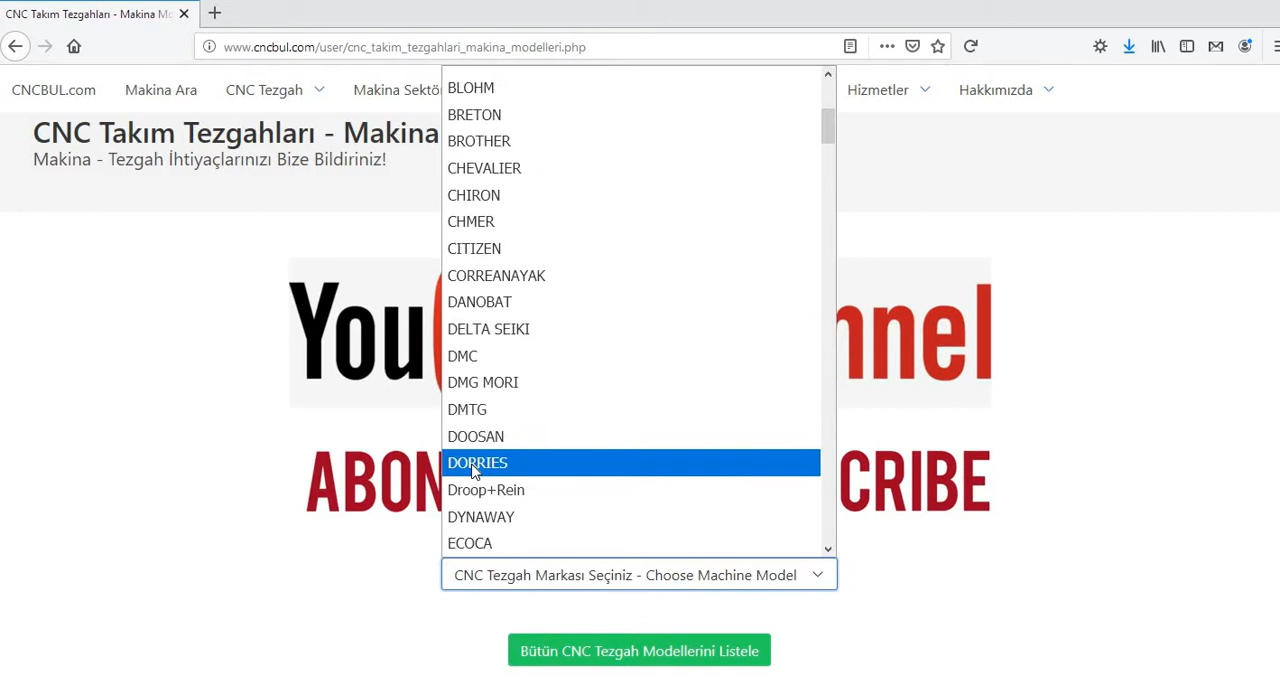 CNC Takım Tezgahları - Makina Mo
www.cncbul.com/user/cnc_takim_tezgahlari_makina_modelleri.php
CNCBUL.com Makina Ara CNC Tezgah Makina Sektö Hizmetler Hakkımızda
CNC Takım Tezgahları - Makina
Makina - Tezgah İhtiyaçlarınızı Bize Bildiriniz!
BLOHM
BRETON
BROTHER
CHEVALIER
CHIRON
CHMER
CITIZEN
CORREANAYAK
DANOBAT
DELTA SEIKI
DMC
DMG MORI
DMTG
DOOSAN
DORRIES
Droop+Rein
DYNAWAY
ECOCA
You nnel
ABON CRIBE
CNC Tezgah Markası Seçiniz - Choose Machine Model
Bütün CNC Tezgah Modellerini Listele